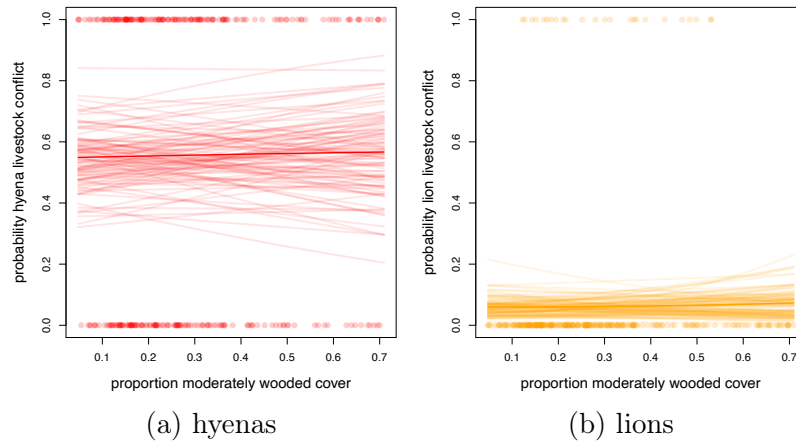 probability hyena livestock conflict
0.0 0.2 0.4 0.6 0.8 1.0
0.1 0.2 0.3 0.4 0.5 0.6 0.7
proportion moderately wooded cover
(a) hyenas
probability lion livestock conflict
0.0 0.2 0.4 0.6 0.8 1.0
0.1 0.2 0.3 0.4 0.5 0.6 0.7
proportion moderately wooded cover
(b) lions